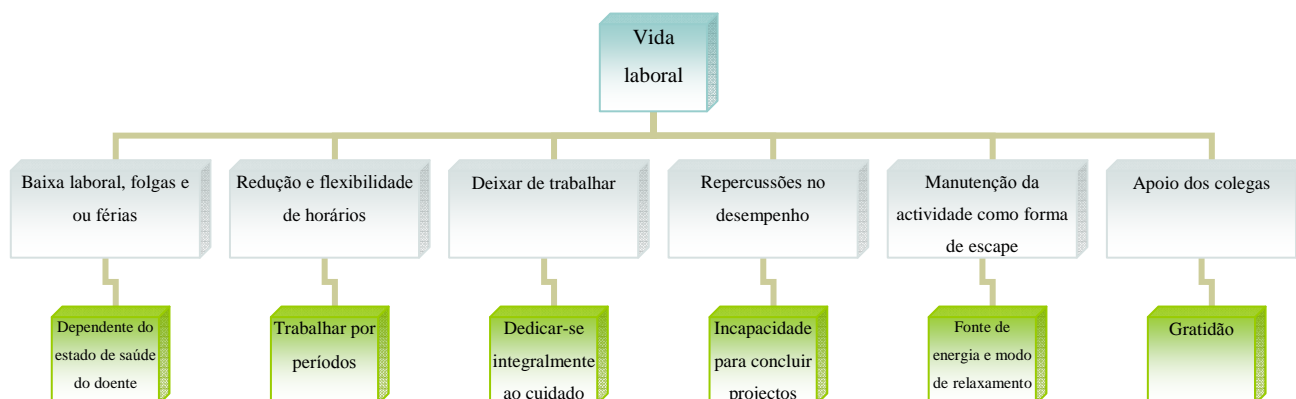 Vida
laboral
Baixa laboral, folgas e
ou férias
Redução e flexibilidade
de horários
Deixar de trabalhar
Repercussões no
desempenho
Manutenção da
actividade como forma
de escape
Apoio dos colegas
Dependente do
estado de saúde
do doente
Trabalhar por
períodos
Dedicar-se
integralmente
ao cuidado
Incapacidade
para concluir
projectos
Fonte de
energia e modo
de relaxamento
Gratidão